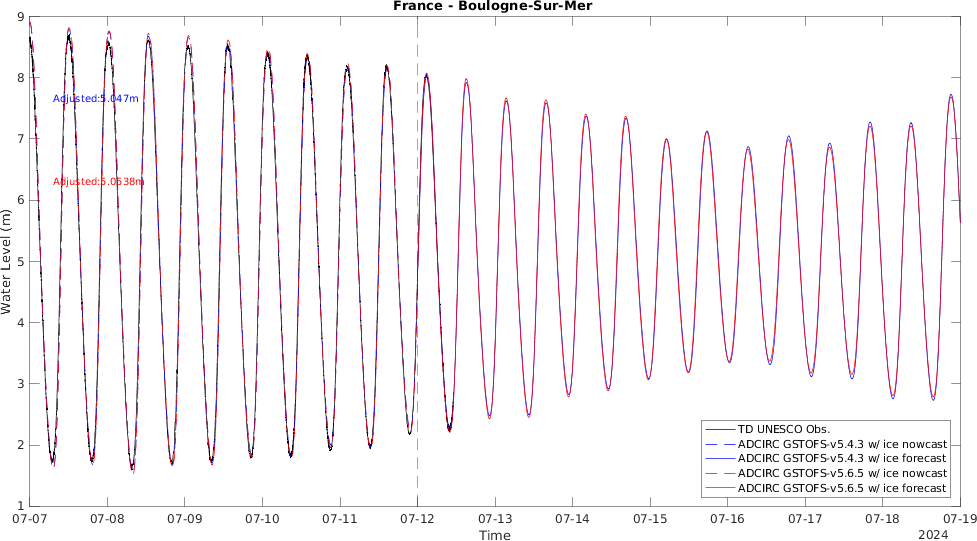 France - Boulogne-Sur-Mer
9
8
7
6
5
4
3
2
1
Water Level (m)
Adjusted:5.047m
Adjusted:5.0538m
TD UNESCO Obs.
ADCIRC GSTOFS-v5.4.3 w/ ice nowcast
ADCIRC GSTOFS-v5.4.3 w/ ice forecast
ADCIRC GSTOFS-v5.6.5 w/ ice nowcast
ADCIRC GSTOFS-v5.6.5 w/ ice forecast
07-07 07-08 07-09 07-10 07-11 07-12 07-13 07-14 07-15 07-16 07-17 07-18 07-19
Time
2024